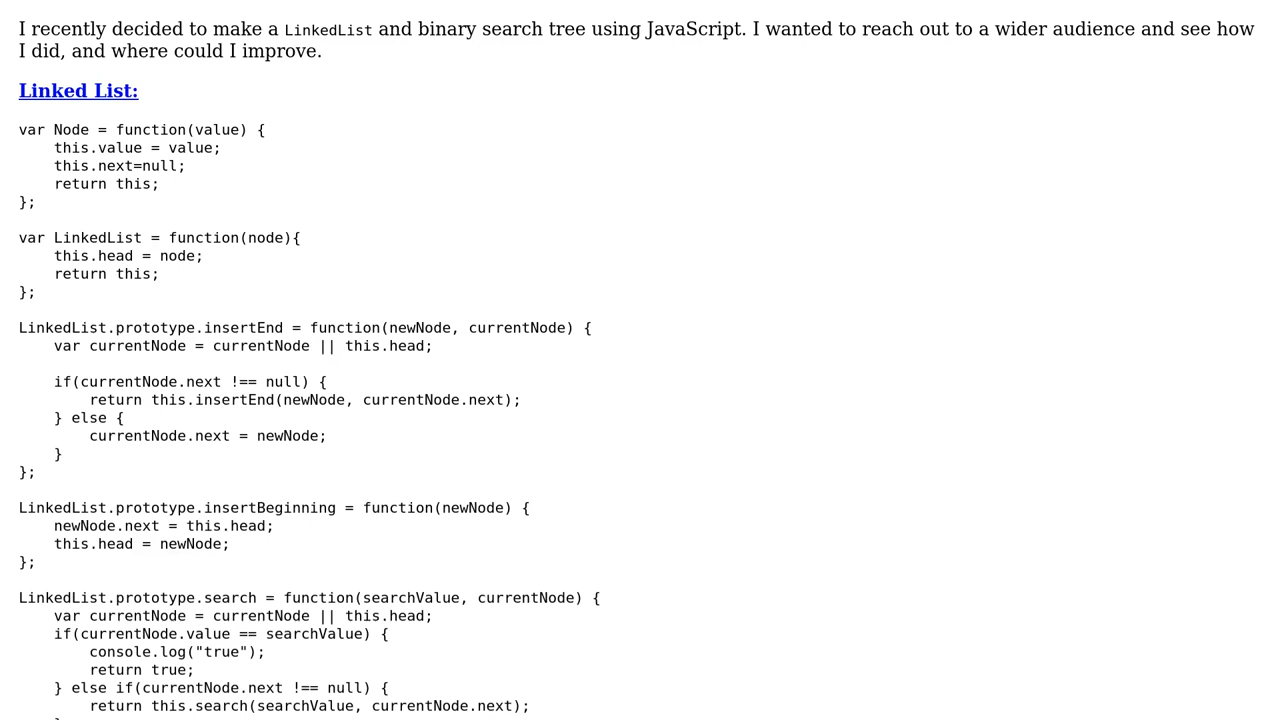 I recently decided to make a LinkedList and binary search tree using JavaScript. I wanted to reach out to a wider audience and see how
I did, and where could I improve.
Linked List:
var Node = function(value) {
    this.value = value;
    this.next=null;
    return this;
};
var LinkedList = function(node){
    this.head = node;
    return this;
};
LinkedList.prototype.insertEnd = function(newNode, currentNode) {
    var currentNode = currentNode || this.head;
    if(currentNode.next !== null) {
        return this.insertEnd(newNode, currentNode.next);
    } else {
        currentNode.next = newNode;
    }
};
LinkedList.prototype.insertBeginning = function(newNode) {
    newNode.next = this.head;
    this.head = newNode;
};
LinkedList.prototype.search = function(searchValue, currentNode) {
    var currentNode = currentNode || this.head;
    if(currentNode.value == searchValue) {
        console.log("true");
        return true;
    } else if(currentNode.next !== null) {
        return this.search(searchValue, currentNode.next);